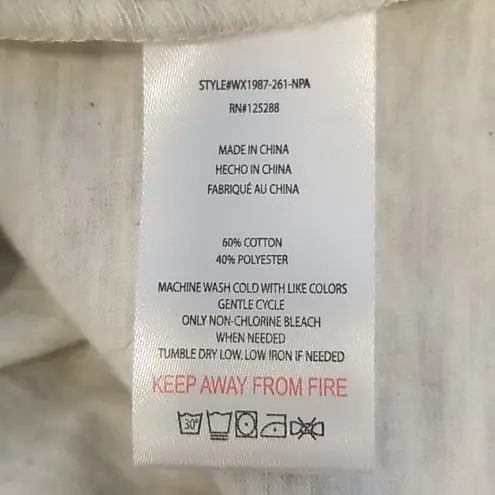 STYLE#WX1987-261-NPA
RN#125288
MADE IN CHINA
HECHO IN CHINA
FABRIQUÉ AU CHINA
60% COTTON
40% POLYESTER
MACHINE WASH COLD WITH LIKE COLORS
GENTLE CYCLE
ONLY NON-CHLORINE BLEACH
WHEN NEEDED
TUMBLE DRY LOW. LOW IRON IF NEEDED
KEEP AWAY FROM FIRE
30°